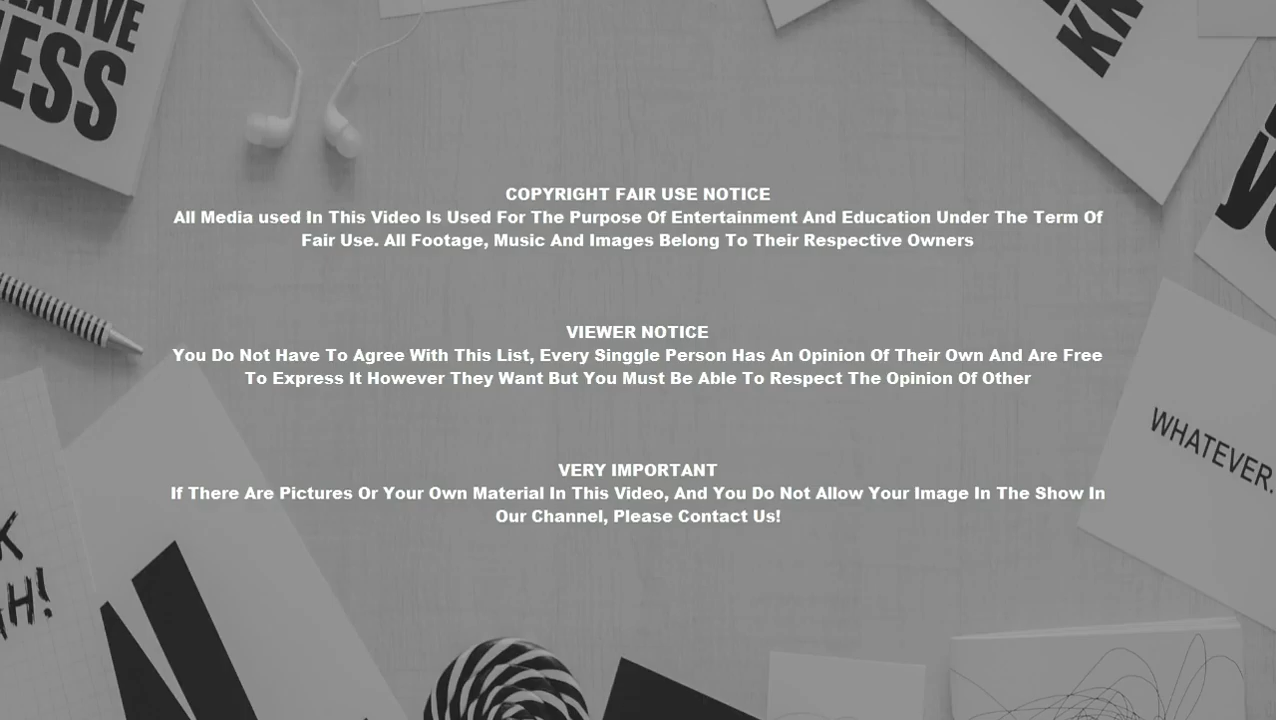 ATIVE
ESS
KN
COPYRIGHT FAIR USE NOTICE
All Media used In This Video Is Used For The Purpose Of Entertainment And Education Under The Term Of
Fair Use. All Footage, Music And Images Belong To Their Respective Owners
VIEWER NOTICE
You Do Not Have To Agree With This List, Every Singgle Person Has An Opinion Of Their Own And Are Free
To Express It However They Want But You Must Be Able To Respect The Opinion Of Other
WHATEVER.
VERY IMPORTANT
If There Are Pictures Or Your Own Material In This Video, And You Do Not Allow Your Image In The Show In
Our Channel, Please Contact Us!
H!